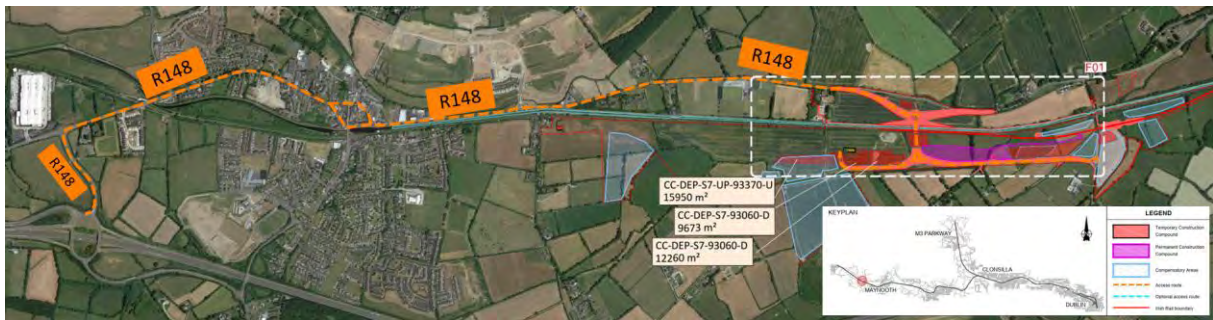 R148
R148
R148
R148
F01
CC-DEP-S7-UP-93370-U
15950 m²
CC-DEP-S7-93060-D
9673 m²
CC-DEP-S7-93060-D
12260 m²
KEYPLAN
M3 PARKWAY
CLONSILLA
MAYNOOTH
DUBLIN
LEGEND
Temporary Construction
Compound
Permanent Construction
Compound
Compensatory Areas
Access route
Optional access route
Irish Rail boundary